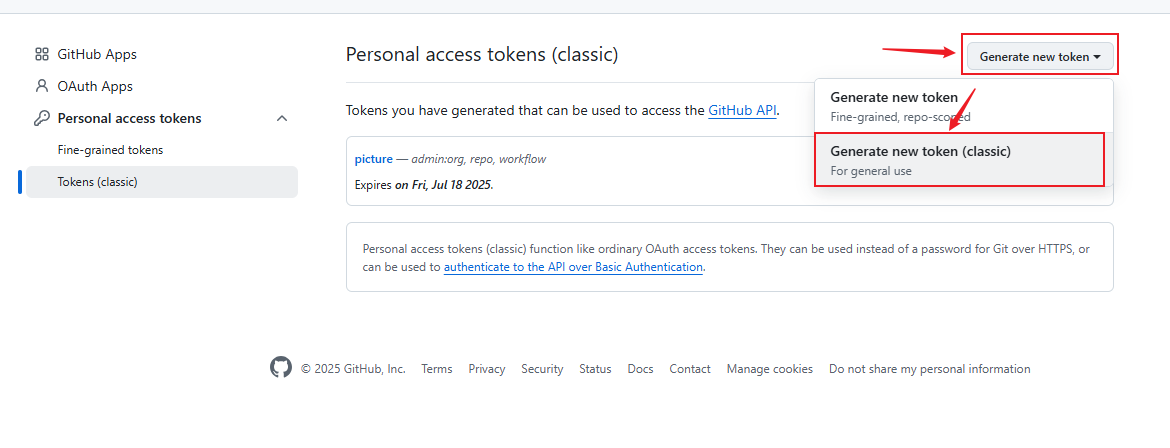 GitHub Apps
OAuth Apps
Personal access tokens
Fine-grained tokens
Tokens (classic)
Personal access tokens (classic)
Generate new token
Generate new token
Fine-grained, repo-scoped
Generate new token (classic)
For general use
Tokens you have generated that can be used to access the GitHub API.
picture — admin:org, repo, workflow
Expires on Fri, Jul 18 2025.
Personal access tokens (classic) function like ordinary OAuth access tokens. They can be used instead of a password for Git over HTTPS, or
can be used to authenticate to the API over Basic Authentication.
© 2025 GitHub, Inc. Terms Privacy Security Status Docs Contact Manage cookies Do not share my personal information